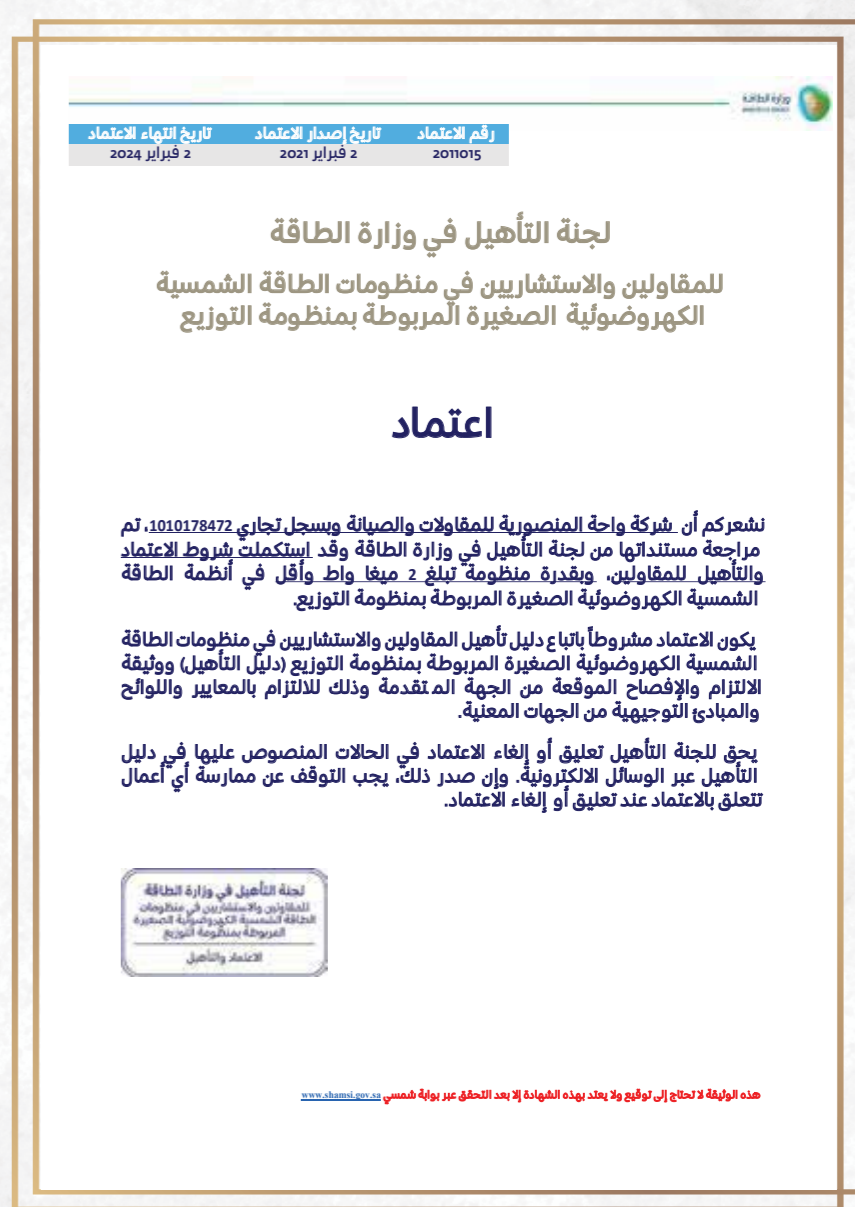 وزارة الطاقة
رقم الاعتماد تاريخ إصدار الاعتماد تاريخ انتهاء الاعتماد
2011015 2 فبراير 2021 2 فبراير 2024
لجنة التأهيل في وزارة الطاقة
للمقاولين والاستشاريين في منظومات الطاقة الشمسية
الكهروضوئية الصغيرة المربوطة بمنظومة التوزيع
اعتماد
نشعركم أن شركة واحة المنصورية للمقاولات والصيانة وبسجل تجاري 1010178472، تم
مراجعة مستنداتها من لجنة التأهيل في وزارة الطاقة وقد استكملت شروط الاعتماد
والتأهيل للمقاولين، وبقدرة منظومة تبلغ 2 ميغا واط وأقل في أنظمة الطاقة
الشمسية الكهروضوئية الصغيرة المربوطة بمنظومة التوزيع.
يكون الاعتماد مشروطاً باتباع دليل تأهيل المقاولين والاستشاريين في منظومات الطاقة
الشمسية الكهروضوئية الصغيرة المربوطة بمنظومة التوزيع (دليل التأهيل) ووثيقة
الالتزام والإفصاح الموقعة من الجهة المتقدمة وذلك للالتزام بالمعايير واللوائح
والمبادئ التوجيهية من الجهات المعنية.
يحق للجنة التأهيل تعليق أو إلغاء الاعتماد في الحالات المنصوص عليها في دليل
التأهيل عبر الوسائل الالكترونية. وإن صدر ذلك، يجب التوقف عن ممارسة أي أعمال
تتعلق بالاعتماد عند تعليق أو إلغاء الاعتماد.
لجنة التأهيل في وزارة الطاقة
للمقاولين والاستشاريين في منظومات
الطاقة الشمسية الكهروضوئية الصغيرة
المربوطة بمنظومة التوزيع
الاعتماد والتأهيل
هذه الوثيقة لا تحتاج إلى توقيع ولا يعتد بهذه الشهادة إلا بعد التحقق عبر بوابة شمسي www.shamsi.gov.sa